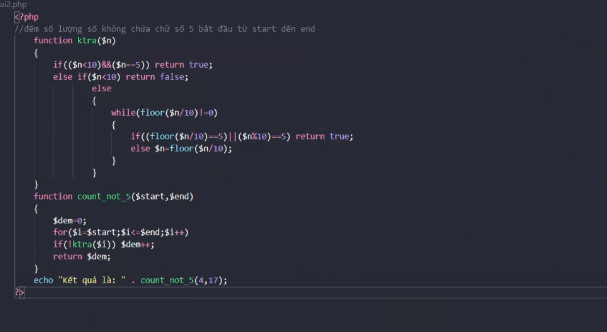 ai2.php
<?php
//đếm số lượng số không chứa chữ số 5 bắt đầu từ start dến end
function ktra($n)
{
if(($n<10)&&($n==5)) return true;
else if($n<10) return false;
else
{
while(floor($n/10)!=0)
{
if((floor($n/10)==5)||($n%10)==5) return true;
else $n=floor($n/10);
}
}
}
function count_not_5($start,$end)
{
$dem=0;
for($i=$start;$i<=$end;$i++)
if(!ktra($i)) $dem++;
return $dem;
}
echo "Kết quả là: " . count_not_5(4,17);
?>